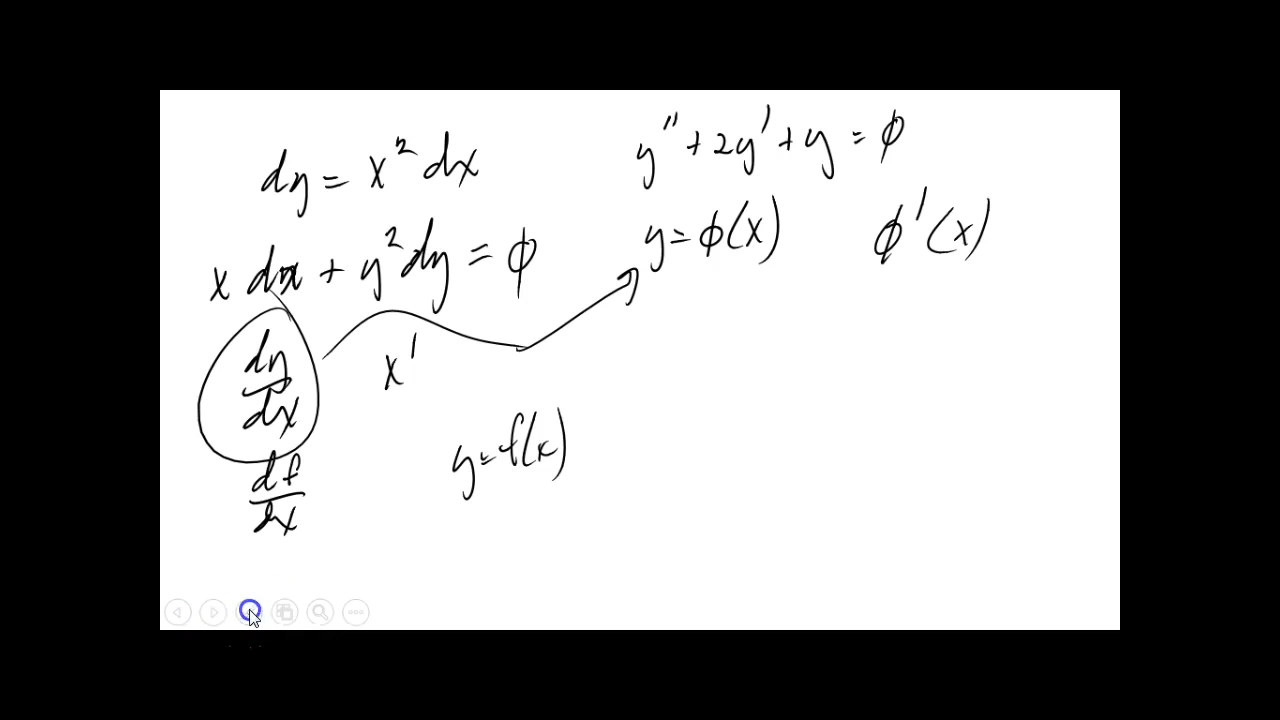 dy = x² dx
x dx + y² dy = ϕ
dy/dx
x'
df/dx
y = f(x)
y'' + 2y' + y = ϕ
y = ϕ(x)
ϕ'(x)